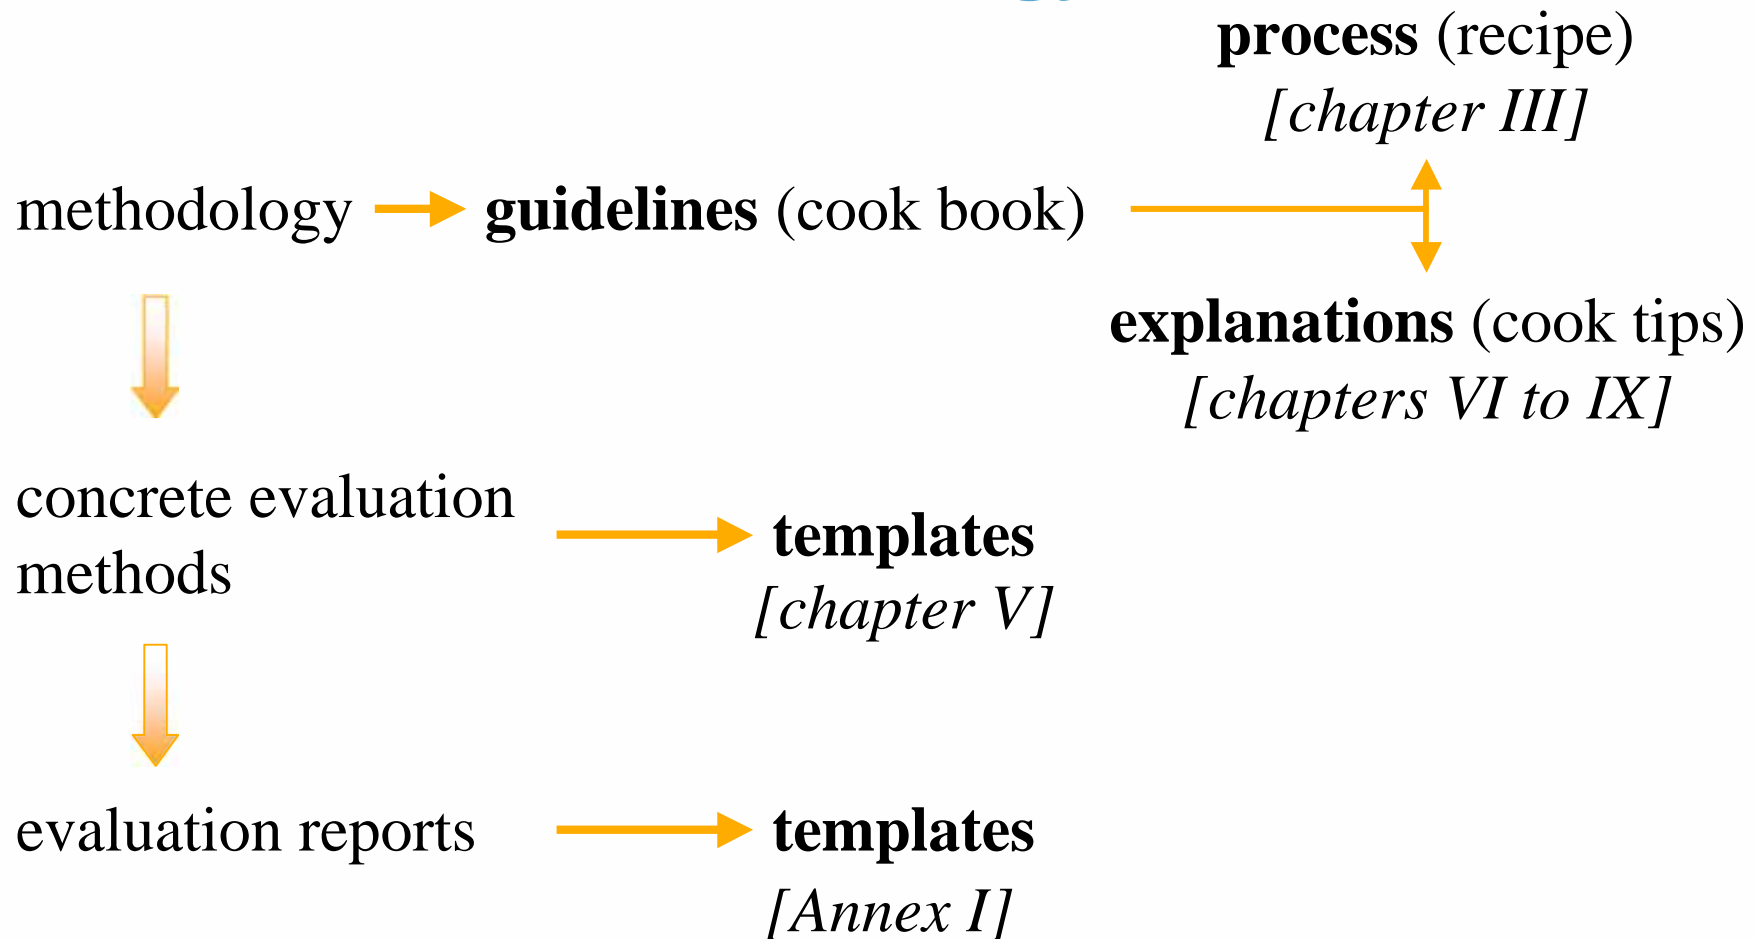 process (recipe)
[chapter III]
methodology
guidelines (cook book)
explanations (cook tips)
[chapters VI to IX]
concrete evaluation
methods
templates
[chapter V]
evaluation reports
templates
[Annex I]